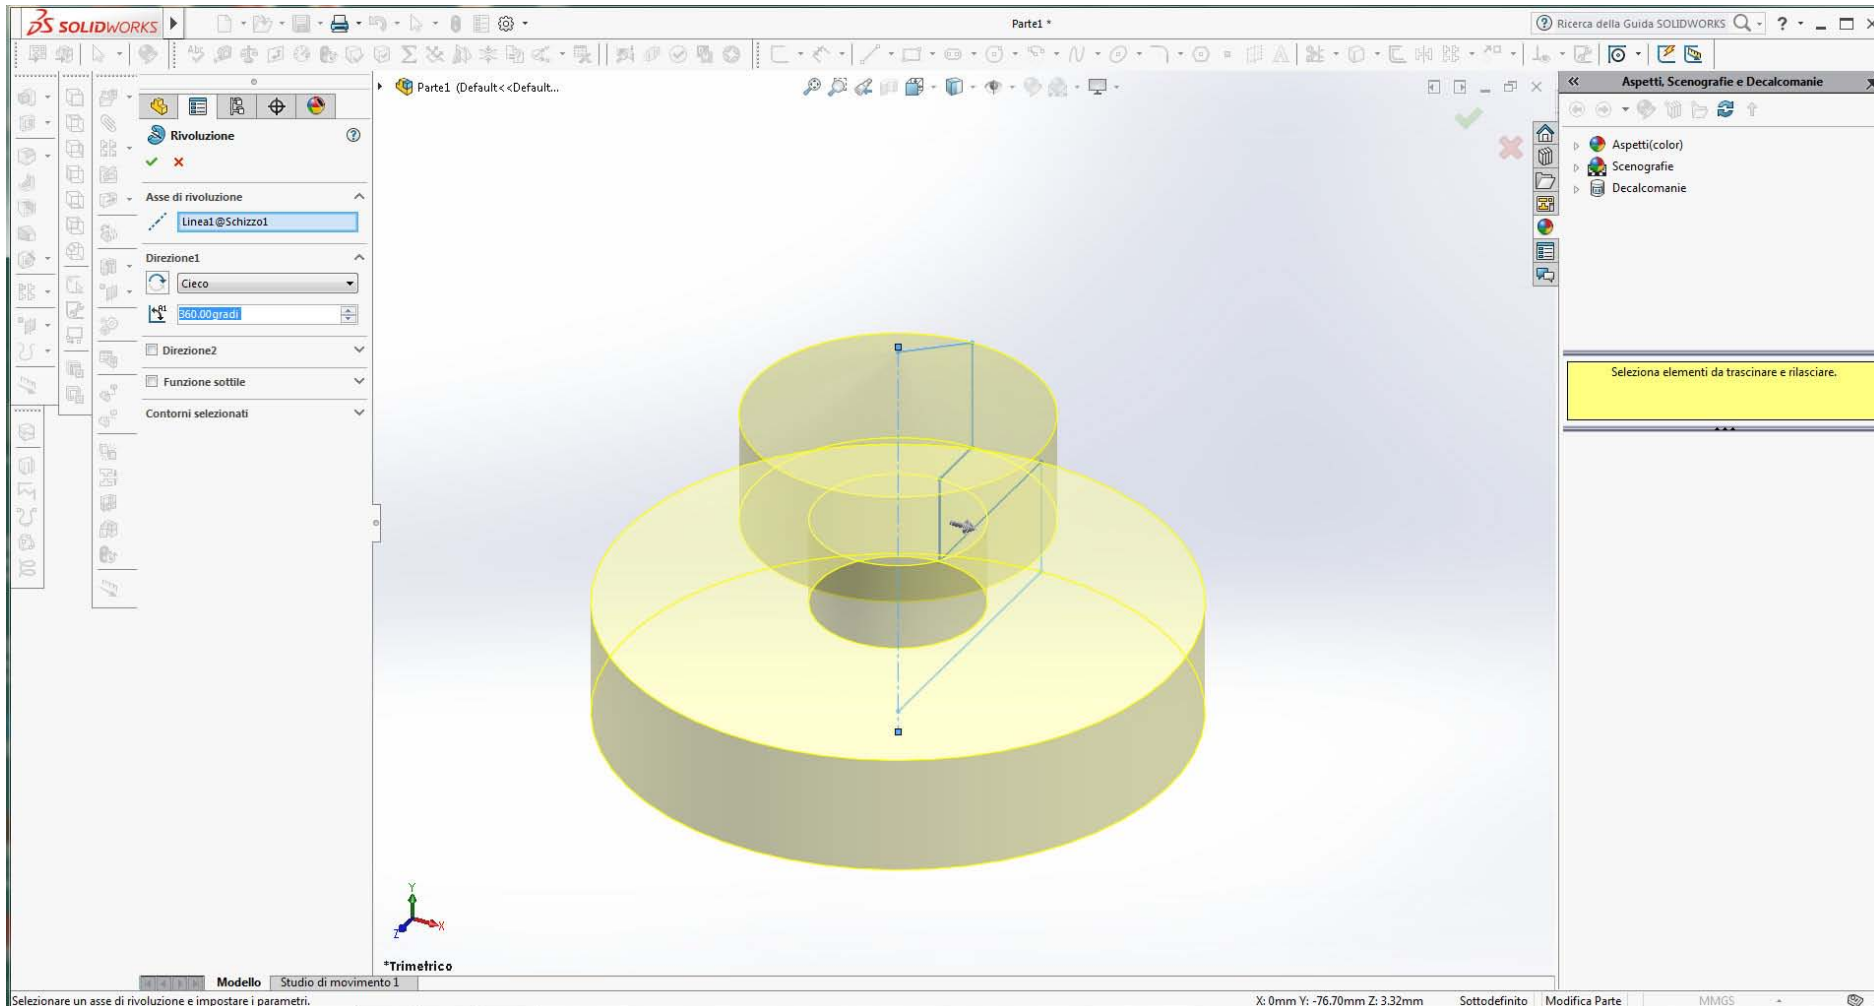 SOLIDWORKS
Parte1 *
Ricerca della Guida SOLIDWORKS
?
Parte1 (Default<<Default...
Rivoluzione
Asse di rivoluzione
Linea1@Schizzo1
Direzione1
Cieco
360.00gradi
Direzione2
Funzione sottile
Contorni selezionati
Aspetti, Scenografie e Decalcomanie
Aspetti(color)
Scenografie
Decalcomanie
Seleziona elementi da trascinare e rilasciare.
Y
X
Z
*Trimetrico
Modello Studio di movimento 1
Selezionare un asse di rivoluzione e impostare i parametri. X: 0mm Y: -76.70mm Z: 3.32mm Sottodefinito Modifica Parte MMGS